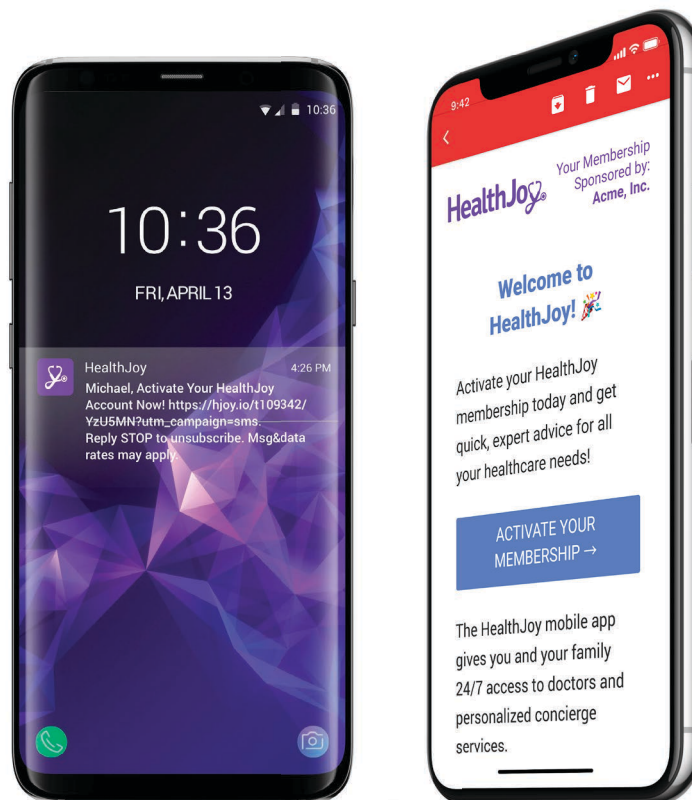 10:36
10:36
FRI, APRIL 13
HealthJoy 4:26 PM
Michael, Activate Your HealthJoy
Account Now! https://hjoy.io/t109342/
YzU5MN?utm_campaign=sms.
Reply STOP to unsubscribe. Msg&data
rates may apply.
9:42
HealthJoy
Your Membership
Sponsored by:
Acme, Inc.
Welcome to
HealthJoy!
Activate your HealthJoy
membership today and get
quick, expert advice for all
your healthcare needs!
ACTIVATE YOUR
MEMBERSHIP →
The HealthJoy mobile app
gives you and your family
24/7 access to doctors and
personalized concierge
services.